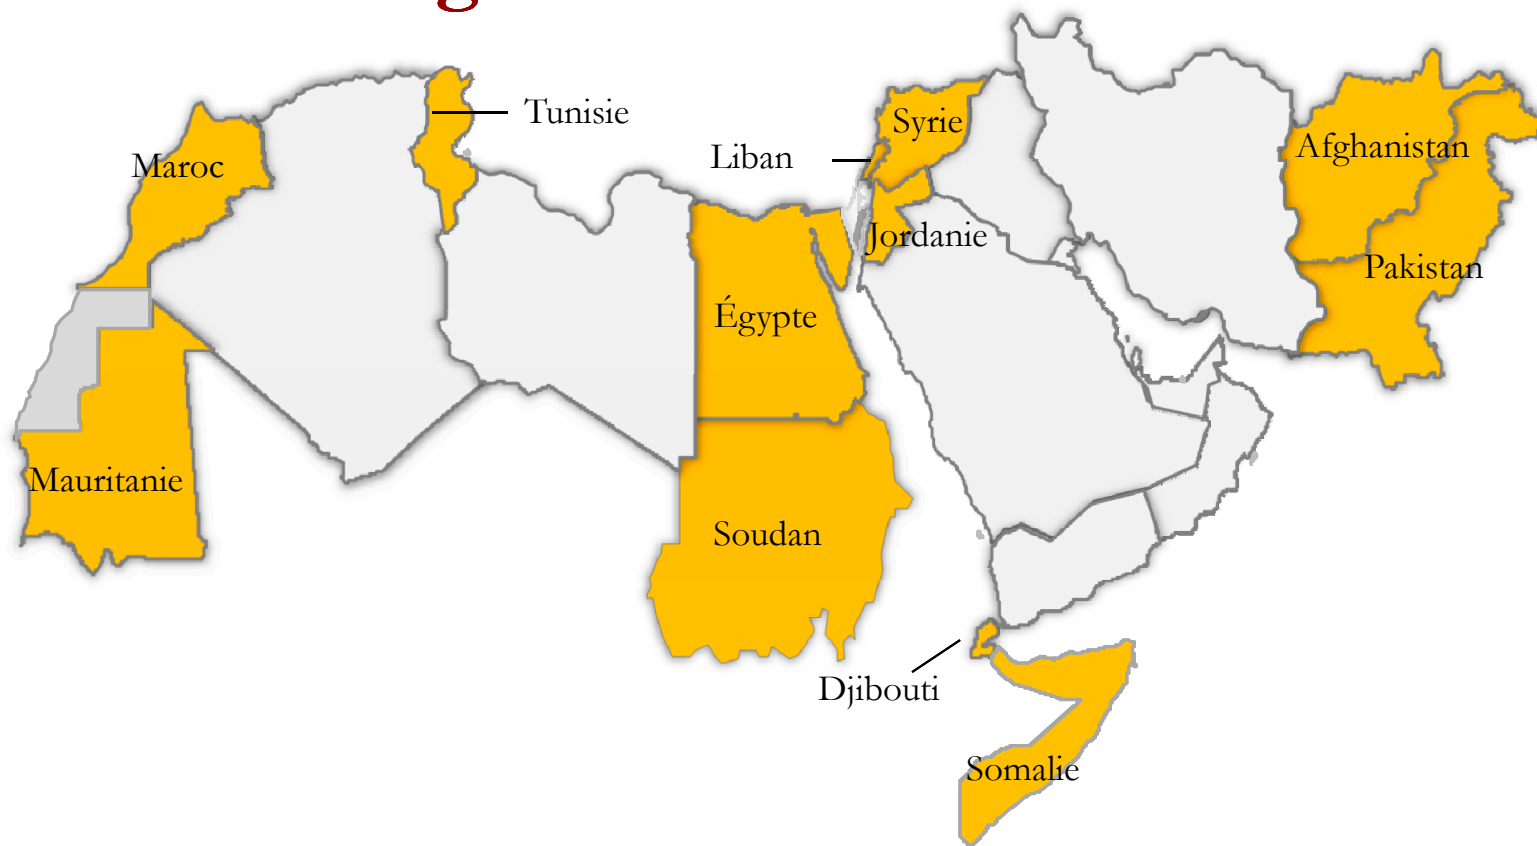 g
Tunisie
Syrie
Afghanistan
Liban
Maroc
Jordanie
Pakistan
Égypte
Mauritanie
Soudan
Djibouti
Somalie